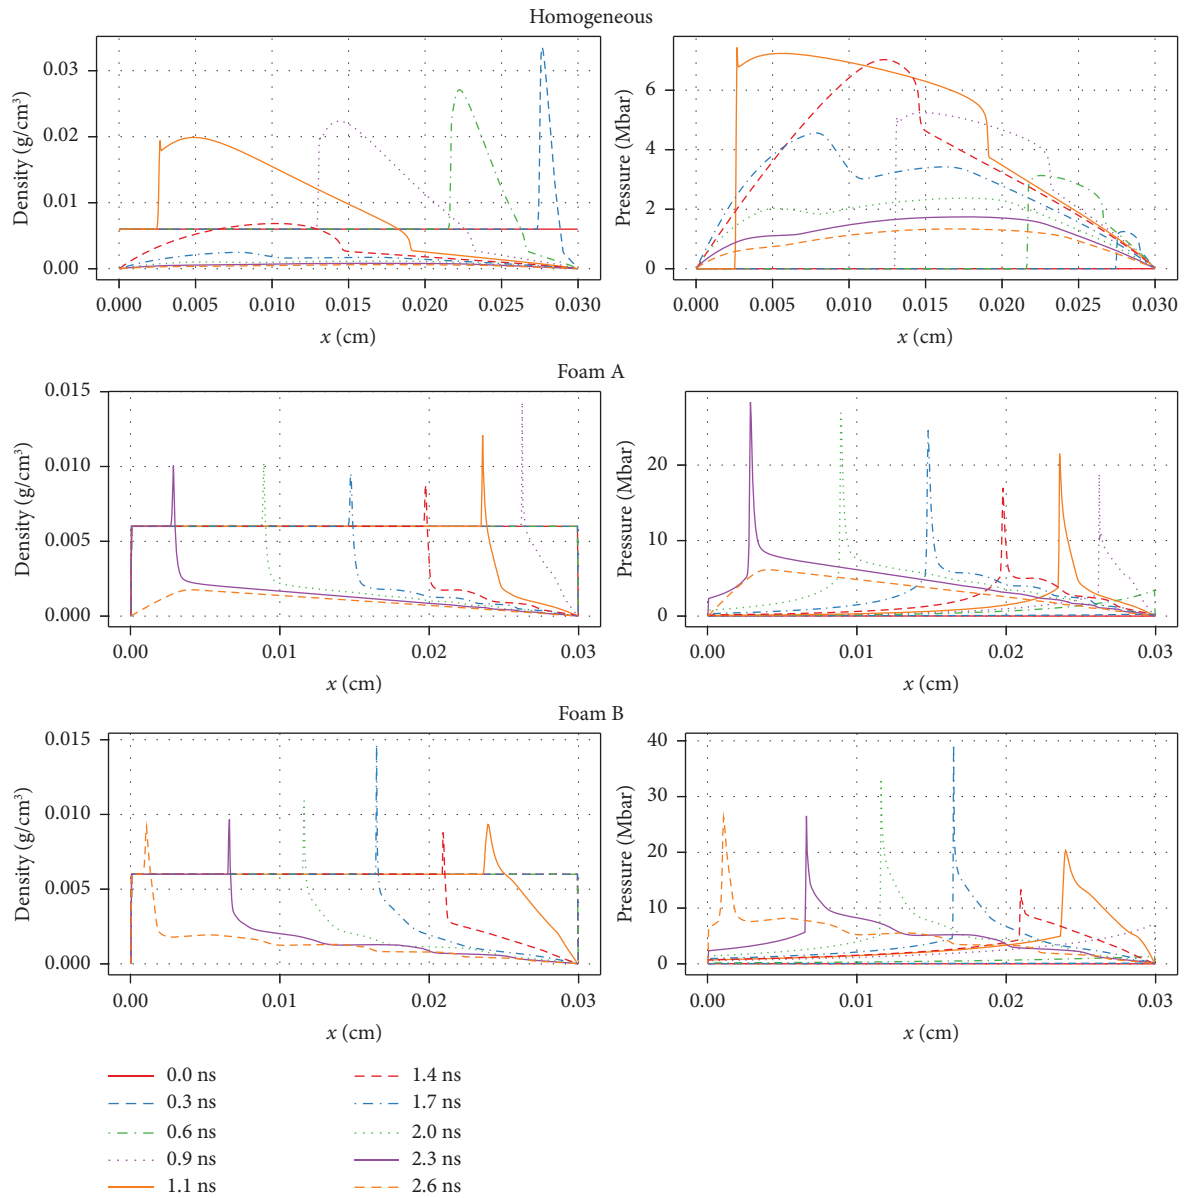 Homogeneous
Density (g/cm³)
0.03
0.02
0.01
0.00
0.000 0.005 0.010 0.015 0.020 0.025 0.030
x (cm)
Pressure (Mbar)
6
4
2
0
0.000 0.005 0.010 0.015 0.020 0.025 0.030
x (cm)
Foam A
Density (g/cm³)
0.015
0.010
0.005
0.000
0.00 0.01 0.02 0.03
x (cm)
Pressure (Mbar)
20
10
0
0.00 0.01 0.02 0.03
x (cm)
Foam B
Density (g/cm³)
0.015
0.010
0.005
0.000
0.00 0.01 0.02 0.03
x (cm)
Pressure (Mbar)
40
30
20
10
0
0.00 0.01 0.02 0.03
x (cm)
0.0 ns
0.3 ns
0.6 ns
0.9 ns
1.1 ns
1.4 ns
1.7 ns
2.0 ns
2.3 ns
2.6 ns